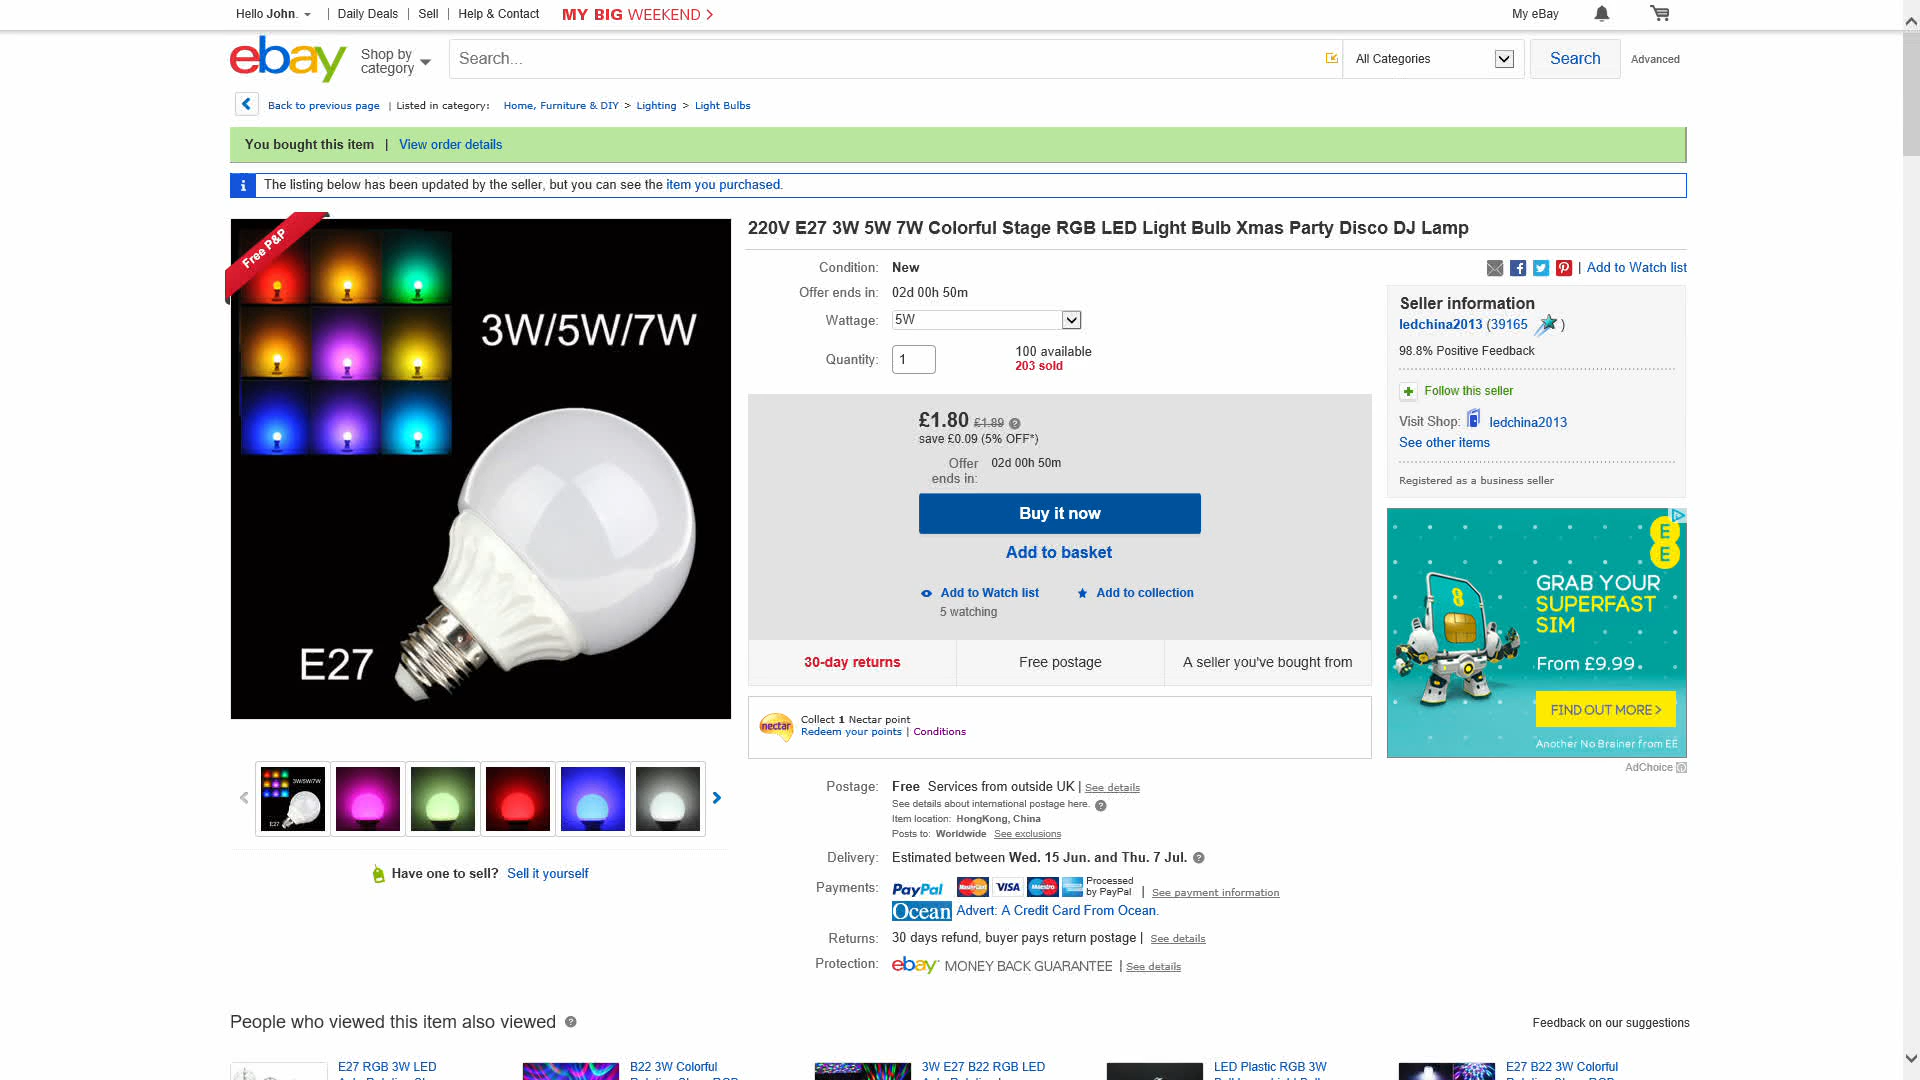 Hello John.
Daily Deals | Sell | Help & Contact
MY BIG WEEKEND >
My eBay
ebay
Shop by category
Search...
All Categories
Search
Advanced
Back to previous page | Listed in category: Home, Furniture & DIY > Lighting > Light Bulbs
You bought this item | View order details
i The listing below has been updated by the seller, but you can see the item you purchased.
Free P&P
3W/5W/7W
E27
3W/5W/7W
E27
Have one to sell? Sell it yourself
220V E27 3W 5W 7W Colorful Stage RGB LED Light Bulb Xmas Party Disco DJ Lamp
Condition: New
Offer ends in: 02d 00h 50m
Wattage: 5W
Quantity: 1
100 available
203 sold
£1.80 £1.89
save £0.09 (5% OFF*)
Offer ends in: 02d 00h 50m
Buy it now
Add to basket
Add to Watch list
Add to collection
5 watching
30-day returns
Free postage
A seller you've bought from
nectar
Collect 1 Nectar point
Redeem your points | Conditions
Postage: Free Services from outside UK | See details
See details about international postage here.
Item location: HongKong, China
Posts to: Worldwide See exclusions
Delivery: Estimated between Wed. 15 Jun. and Thu. 7 Jul.
Payments: PayPal MasterCard VISA Maestro Processed by PayPal | See payment information
Ocean Advert: A Credit Card From Ocean.
Returns: 30 days refund, buyer pays return postage | See details
Protection: ebay MONEY BACK GUARANTEE | See details
| Add to Watch list
Seller information
ledchina2013 (39165 )
98.8% Positive Feedback
Follow this seller
Visit Shop: ledchina2013
See other items
Registered as a business seller
EE
8
GRAB YOUR
SUPERFAST
SIM
From £9.99.
FIND OUT MORE >
Another No Brainer from EE
AdChoice
People who viewed this item also viewed
Feedback on our suggestions
E27 RGB 3W LED
B22 3W Colorful
3W E27 B22 RGB LED
LED Plastic RGB 3W
E27 B22 3W Colorful